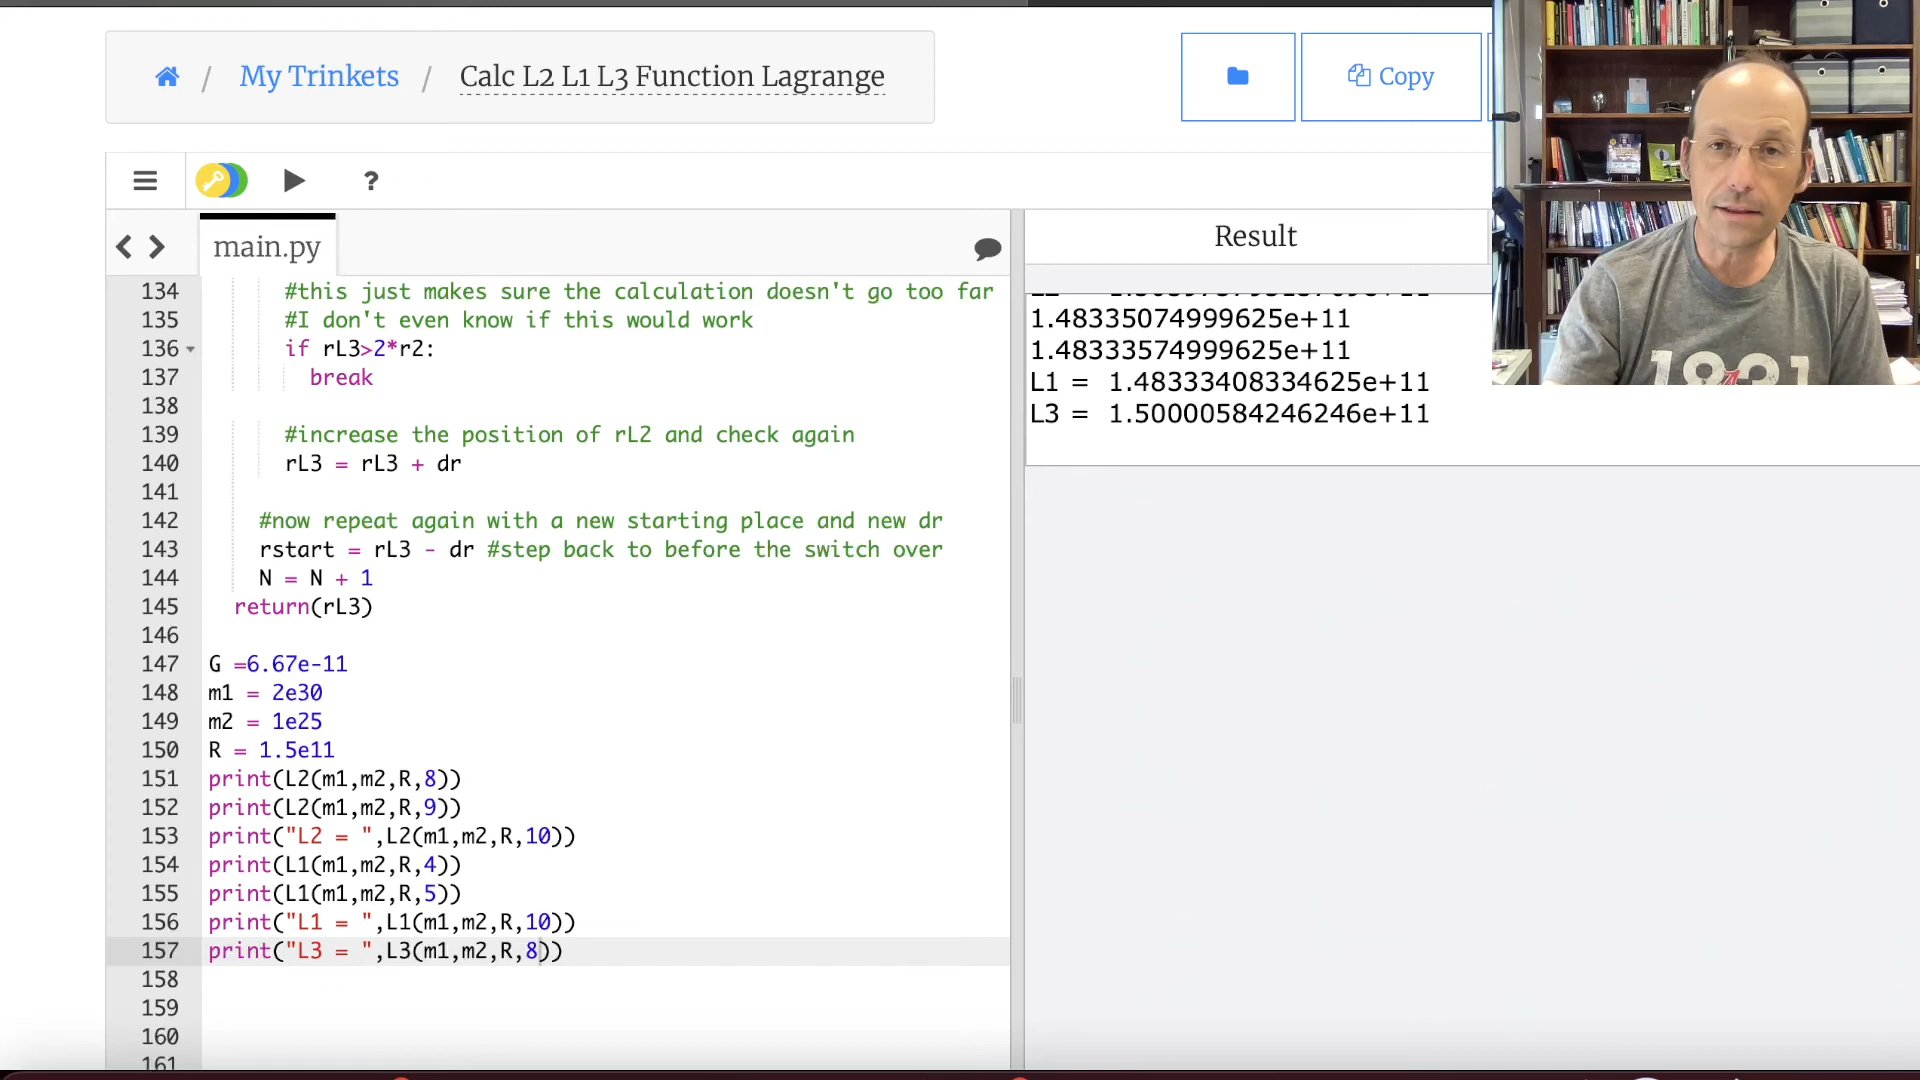 / My Trinkets / Calc L2 L1 L3 Function Lagrange
Copy
?
main.py
Result
134 #this just makes sure the calculation doesn't go too far
135 #I don't even know if this would work
136 if rL3>2*r2:
137 break
138
139 #increase the position of rL2 and check again
140 rL3 = rL3 + dr
141
142 #now repeat again with a new starting place and new dr
143 rstart = rL3 - dr #step back to before the switch over
144 N = N + 1
145 return(rL3)
146
147 G =6.67e-11
148 m1 = 2e30
149 m2 = 1e25
150 R = 1.5e11
151 print(L2(m1,m2,R,8))
152 print(L2(m1,m2,R,9))
153 print("L2 = ",L2(m1,m2,R,10))
154 print(L1(m1,m2,R,4))
155 print(L1(m1,m2,R,5))
156 print("L1 = ",L1(m1,m2,R,10))
157 print("L3 = ",L3(m1,m2,R,8))
158
159
160
161
1.48335074999625e+11
1.48333574999625e+11
L1 = 1.48333408334625e+11
L3 = 1.50000584246246e+11
1831